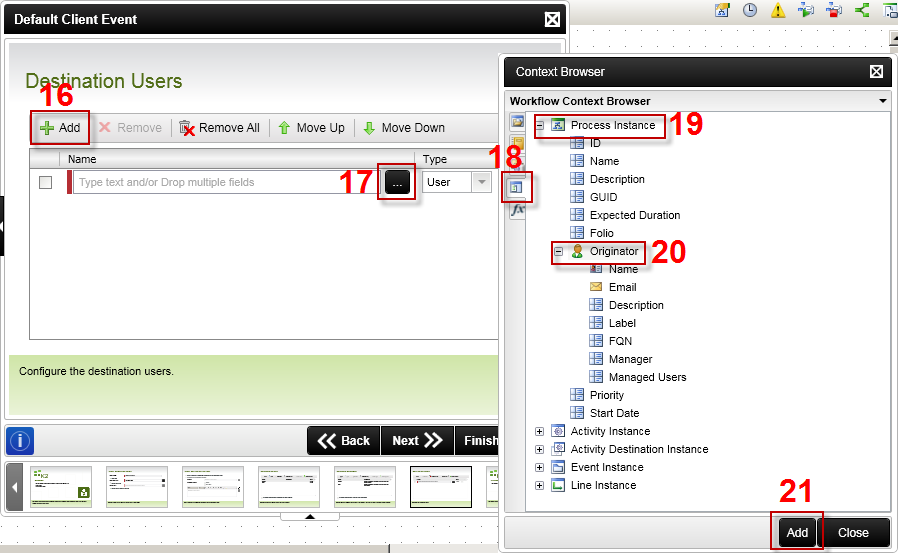 Default Client Event
Destination Users
16
Add
Remove
Remove All
Move Up
Move Down
Name
Type
17
Type text and/or Drop multiple fields
...
User
Configure the destination users.
Back
Next
Finish
K2
Context Browser
Workflow Context Browser
18
fx
Process Instance
19
ID
Name
Description
GUID
Expected Duration
Folio
Originator
20
Name
Email
Description
Label
FQN
Manager
Managed Users
Priority
Start Date
Activity Instance
Activity Destination Instance
Event Instance
Line Instance
21
Add
Close